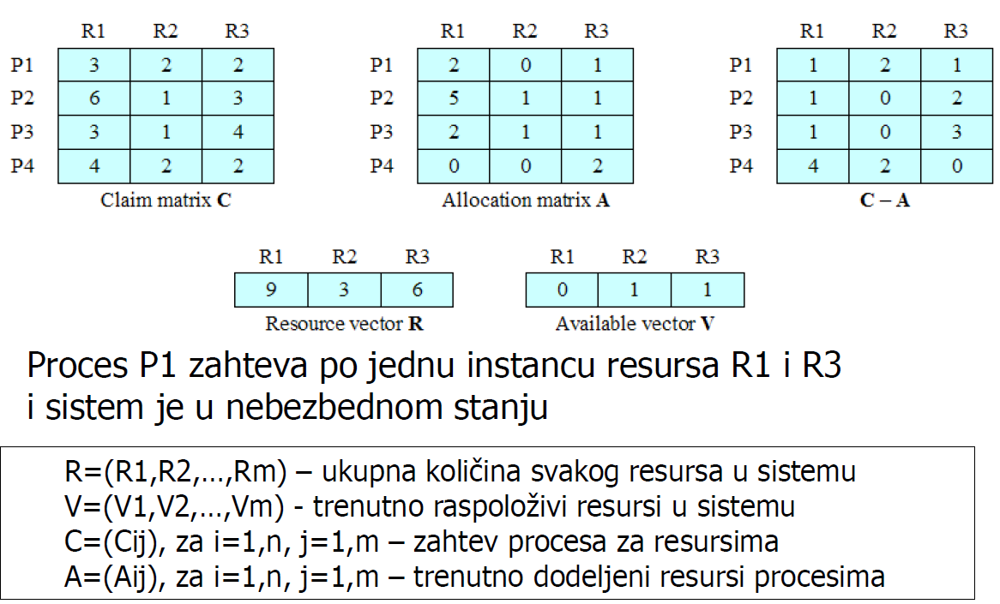 R1 R2 R3 R1 R2 R3 R1 R2 R3
P1 3 2 2 P1 2 0 1 P1 1 2 1
P2 6 1 3 P2 5 1 1 P2 1 0 2
P3 3 1 4 P3 2 1 1 P3 1 0 3
P4 4 2 2 P4 0 0 2 P4 4 2 0
Claim matrix C Allocation matrix A C – A
R1 R2 R3 R1 R2 R3
9 3 6 0 1 1
Resource vector R Available vector V
Proces P1 zahteva po jednu instancu resursa R1 i R3
i sistem je u nebezbednom stanju
R=(R1,R2,...,Rm) – ukupna količina svakog resursa u sistemu
V=(V1,V2,...,Vm) - trenutno raspoloživi resursi u sistemu
C=(Cij), za i=1,n, j=1,m – zahtev procesa za resursima
A=(Aij), za i=1,n, j=1,m – trenutno dodeljeni resursi procesima